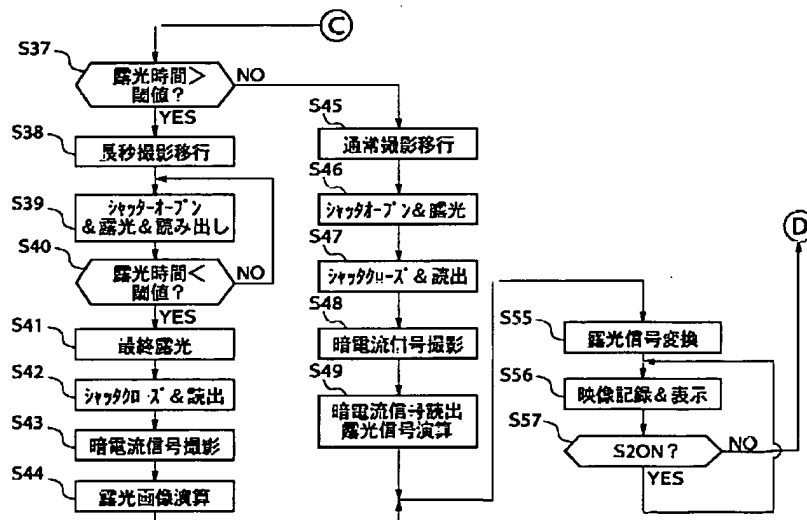 C
S37
露光時間>
閾値?
NO
YES
S38
長秒撮影移行
S39
シャッターオープン
&露光&読み出し
S40
露光時間<
閾値?
NO
YES
S41
最終露光
S42
シャッタクローズ&読出
S43
暗電流信号撮影
S44
露光画像演算
S45
通常撮影移行
S46
シャッタオープン&露光
S47
シャッタクローズ&読出
S48
暗電流信号撮影
S49
暗電流信号読出
露光信号演算
D
S55
露光信号変換
S56
映像記録&表示
S57
S2ON?
NO
YES